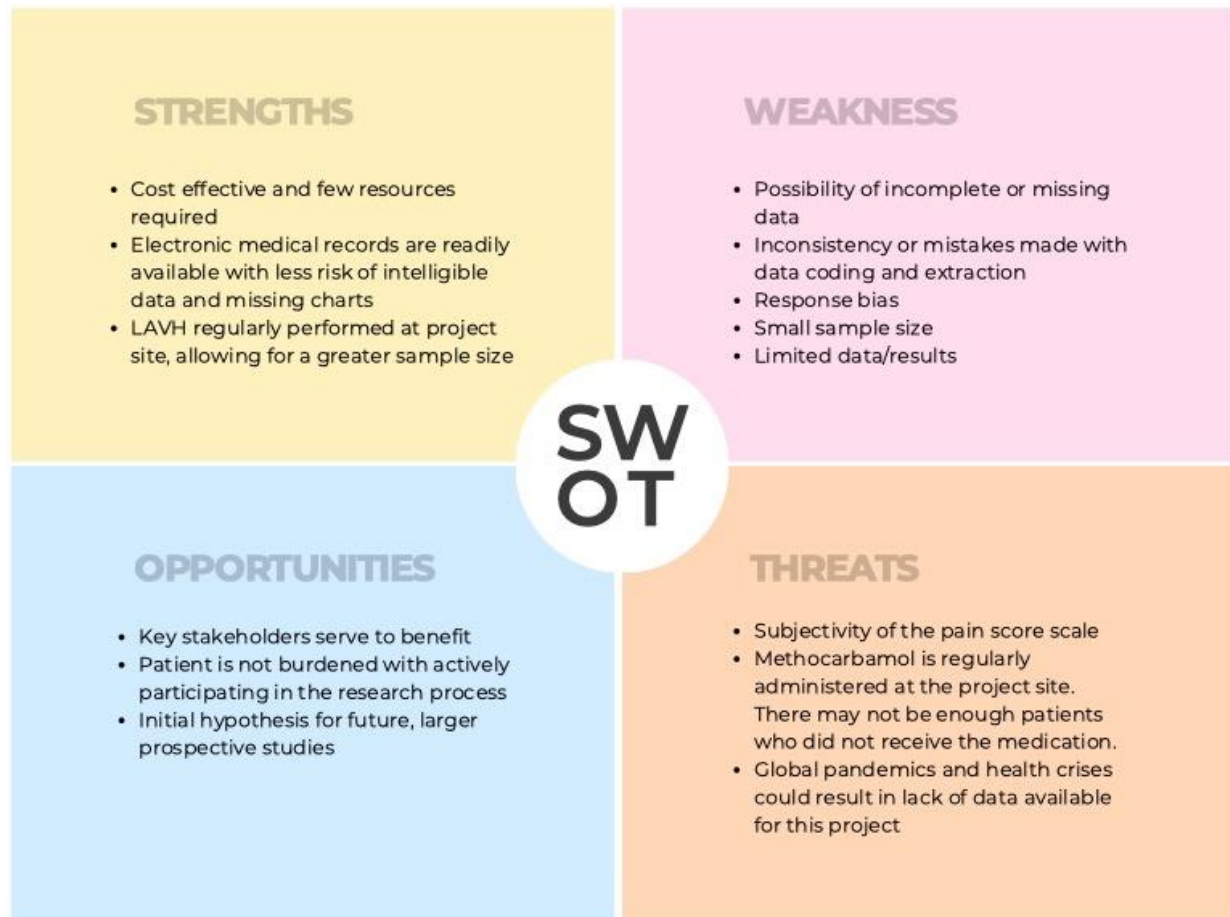 STRENGTHS
• Cost effective and few resources
required
• Electronic medical records are readily
available with less risk of intelligible
data and missing charts
• LAVH regularly performed at project
site, allowing for a greater sample size
WEAKNESS
• Possibility of incomplete or missing
data
• Inconsistency or mistakes made with
data coding and extraction
• Response bias
• Small sample size
• Limited data/results
SW
OT
OPPORTUNITIES
• Key stakeholders serve to benefit
• Patient is not burdened with actively
participating in the research process
• Initial hypothesis for future, larger
prospective studies
THREATS
• Subjectivity of the pain score scale
• Methocarbamol is regularly
administered at the project site.
There may not be enough patients
who did not receive the medication.
• Global pandemics and health crises
could result in lack of data available
for this project